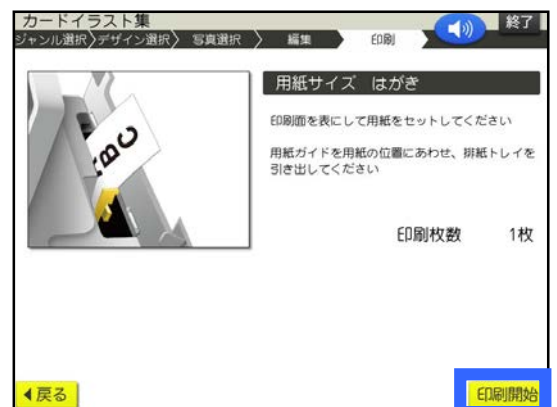 カードイラスト集
終了
ジャンル選択〉デザイン選択〉 写真選択 〉 編集 印刷
用紙サイズ はがき
ABC
印刷面を表にして用紙をセットしてください
用紙ガイドを用紙の位置にあわせ、排紙トレイを
引き出してください
印刷枚数 1枚
戻る
印刷開始